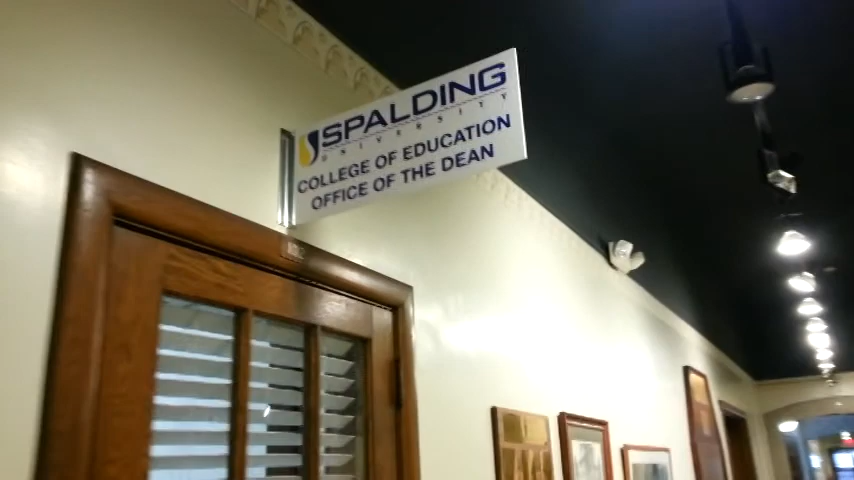 SPALDING
UNIVERSITY
COLLEGE OF EDUCATION
OFFICE OF THE DEAN